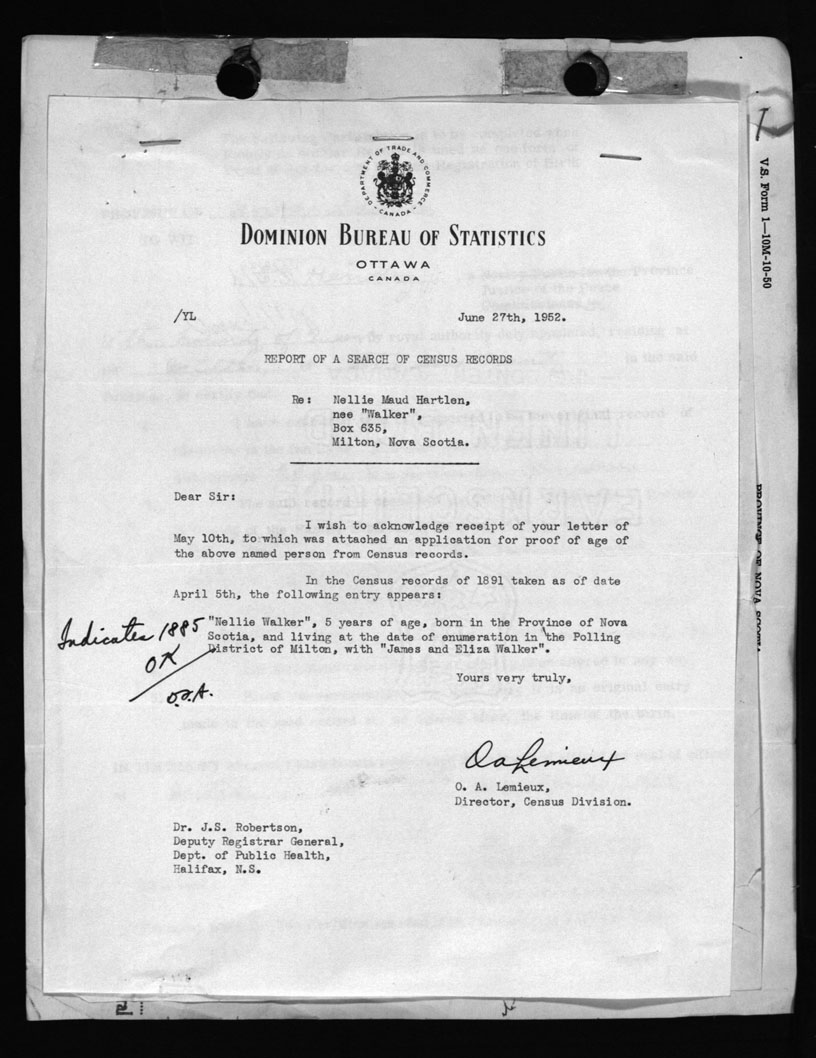 DEPARTMENT OF TRADE AND COMMERCE
- CANADA -
DOMINION BUREAU OF STATISTICS
OTTAWA
CANADA
/YL June 27th, 1952.
REPORT OF A SEARCH OF CENSUS RECORDS
Re: Nellie Maud Hartlen,
nee "Walker",
Box 635,
Milton, Nova Scotia.
Dear Sir:
I wish to acknowledge receipt of your letter of
May 10th, to which was attached an application for proof of age of
the above named person from Census records.
In the Census records of 1891 taken as of date
April 5th, the following entry appears:
"Nellie Walker", 5 years of age, born in the Province of Nova
Scotia, and living at the date of enumeration in the Polling
District of Milton, with "James and Eliza Walker".
Indicates 1885
OK
Yours very truly,
O A Lemieux
O. A. Lemieux,
Director, Census Division.
Dr. J.S. Robertson,
Deputy Registrar General,
Dept. of Public Health,
Halifax, N.S.
V.S. Form 1—10M-10-50
PROVINCE OF NOVA SCOTIA